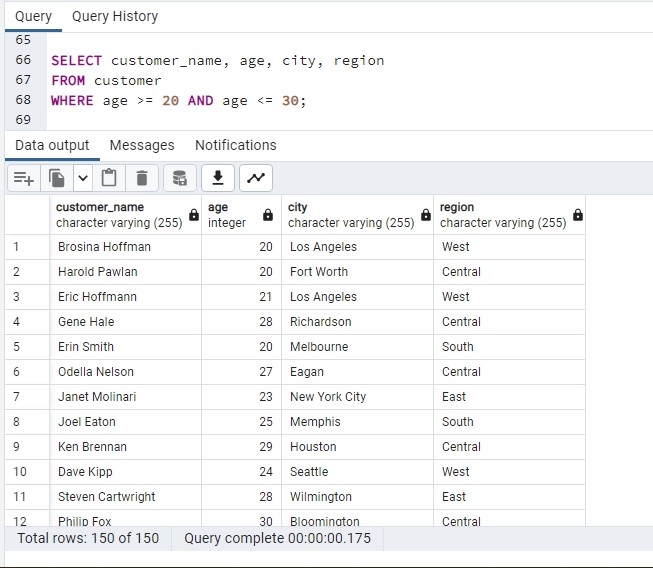 Query Query History
65
66 SELECT customer_name, age, city, region
67 FROM customer
68 WHERE age >= 20 AND age <= 30;
69
Data output Messages Notifications
customer_name age city region
character varying (255) integer character varying (255) character varying (255)
1 Brosina Hoffman 20 Los Angeles West
2 Harold Pawlan 20 Fort Worth Central
3 Eric Hoffmann 21 Los Angeles West
4 Gene Hale 28 Richardson Central
5 Erin Smith 20 Melbourne South
6 Odella Nelson 27 Eagan Central
7 Janet Molinari 23 New York City East
8 Joel Eaton 25 Memphis South
9 Ken Brennan 29 Houston Central
10 Dave Kipp 24 Seattle West
11 Steven Cartwright 28 Wilmington East
12 Philip Fox 30 Bloomington Central
Total rows: 150 of 150 Query complete 00:00:00.175